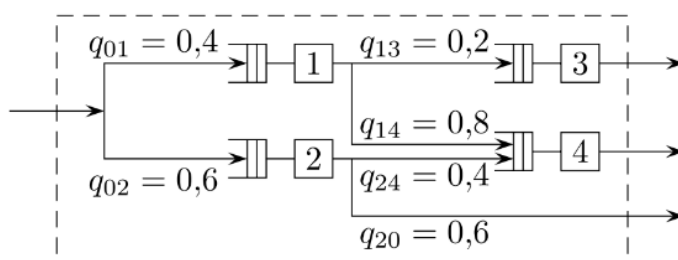 q₀₁ = 0,4
1
q₁₃ = 0,2
3
q₁₄ = 0,8
2
4
q₀₂ = 0,6
q₂₄ = 0,4
q₂₀ = 0,6